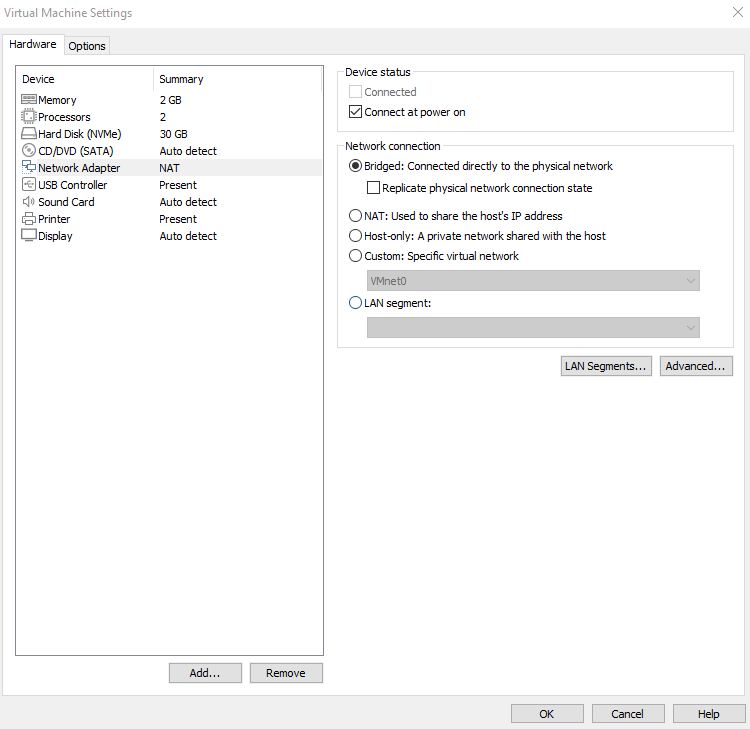 Virtual Machine Settings
Hardware
Options
Device Summary
Memory 2 GB
Processors 2
Hard Disk (NVMe) 30 GB
CD/DVD (SATA) Auto detect
Network Adapter NAT
USB Controller Present
Sound Card Auto detect
Printer Present
Display Auto detect
Add...
Remove
Device status
Connected
Connect at power on
Network connection
Bridged: Connected directly to the physical network
Replicate physical network connection state
NAT: Used to share the host's IP address
Host-only: A private network shared with the host
Custom: Specific virtual network
VMnet0
LAN segment:
LAN Segments...
Advanced...
OK
Cancel
Help